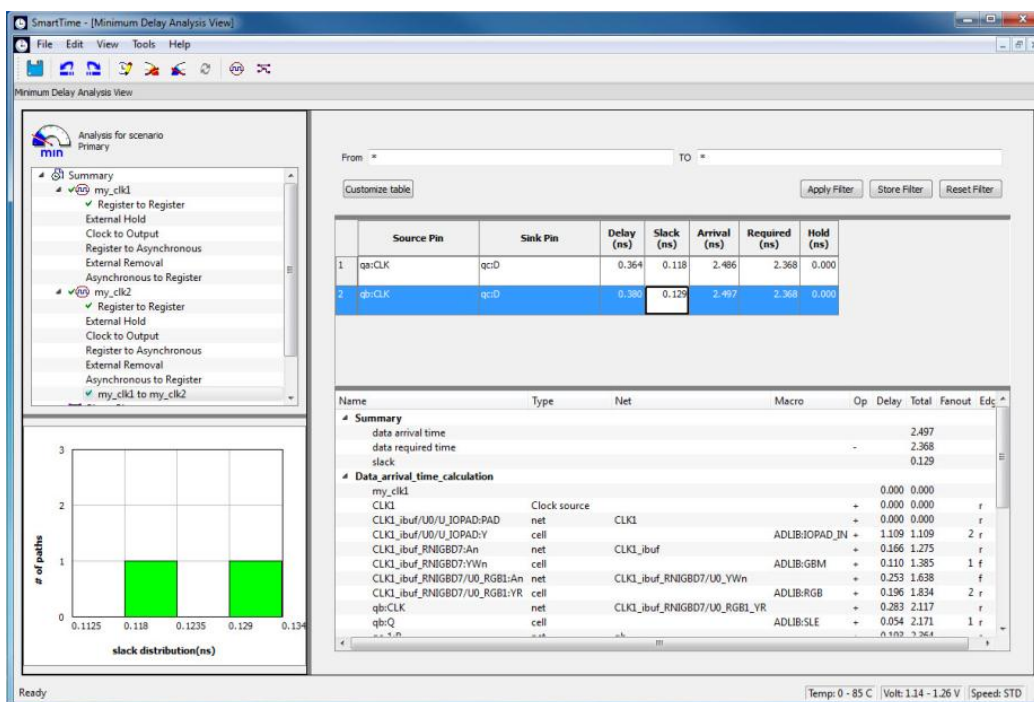 SmartTime - [Minimum Delay Analysis View]
File Edit View Tools Help
Minimum Delay Analysis View
Analysis for scenario
Primary
min
Summary
my_clk1
Register to Register
External Hold
Clock to Output
Register to Asynchronous
External Removal
Asynchronous to Register
my_clk2
Register to Register
External Hold
Clock to Output
Register to Asynchronous
External Removal
Asynchronous to Register
my_clk1 to my_clk2
From * TO *
Customize table Apply Filter Store Filter Reset Filter
Source Pin Sink Pin Delay (ns) Slack (ns) Arrival (ns) Required (ns) Hold (ns)
1 qa:CLK qc:D 0.364 0.118 2.486 2.368 0.000
2 qb:CLK qc:D 0.380 0.129 2.497 2.368 0.000
Name Type Net Macro Op Delay Total Fanout Edg
Summary
data arrival time 2.497
data required time - 2.368
slack 0.129
Data_arrival_time_calculation
my_clk1 0.000 0.000
CLK1 Clock source + 0.000 0.000 r
CLK1_ibuf/U0/U_IOPAD:PAD net CLK1 + 0.000 0.000 r
CLK1_ibuf/U0/U_IOPAD:Y cell ADLIB:IOPAD_IN + 1.109 1.109 2 r
CLK1_ibuf_RNIGBD7:An net CLK1_ibuf + 0.166 1.275 r
CLK1_ibuf_RNIGBD7:YWn cell ADLIB:GBM + 0.110 1.385 1 f
CLK1_ibuf_RNIGBD7/U0_RGB1:An net CLK1_ibuf_RNIGBD7/U0_YWn + 0.253 1.638 f
CLK1_ibuf_RNIGBD7/U0_RGB1:YR cell ADLIB:RGB + 0.196 1.834 2 r
qb:CLK net CLK1_ibuf_RNIGBD7/U0_RGB1_YR + 0.283 2.117 r
qb:Q cell ADLIB:SLE + 0.054 2.171 1 r
# of paths
3
2
1
0
0.1125 0.118 0.1235 0.129 0.134
slack distribution(ns)
Ready Temp: 0 - 85 C Volt: 1.14 - 1.26 V Speed: STD